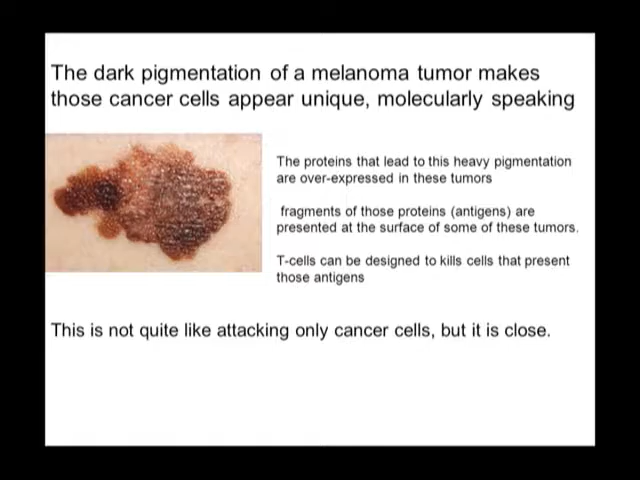 The dark pigmentation of a melanoma tumor makes
those cancer cells appear unique, molecularly speaking
The proteins that lead to this heavy pigmentation
are over-expressed in these tumors
fragments of those proteins (antigens) are
presented at the surface of some of these tumors.
T-cells can be designed to kills cells that present
those antigens
This is not quite like attacking only cancer cells, but it is close.